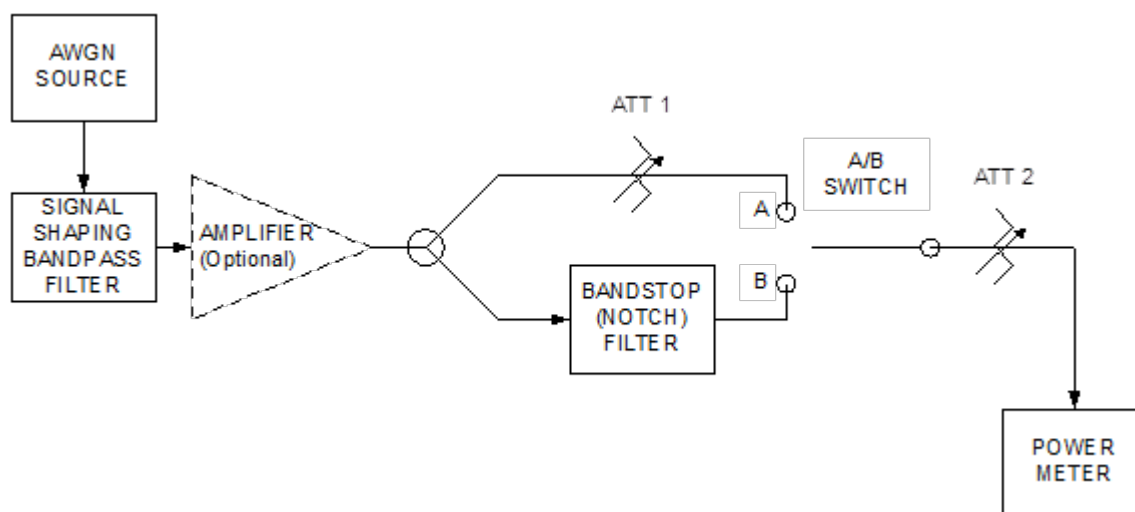 AWGN
SOURCE
SIGNAL
SHAPING
BANDPASS
FILTER
AMPLIFIER
(Optional)
ATT 1
A
B
A/B
SWITCH
BANDSTOP
(NOTCH)
FILTER
ATT 2
POWER
METER